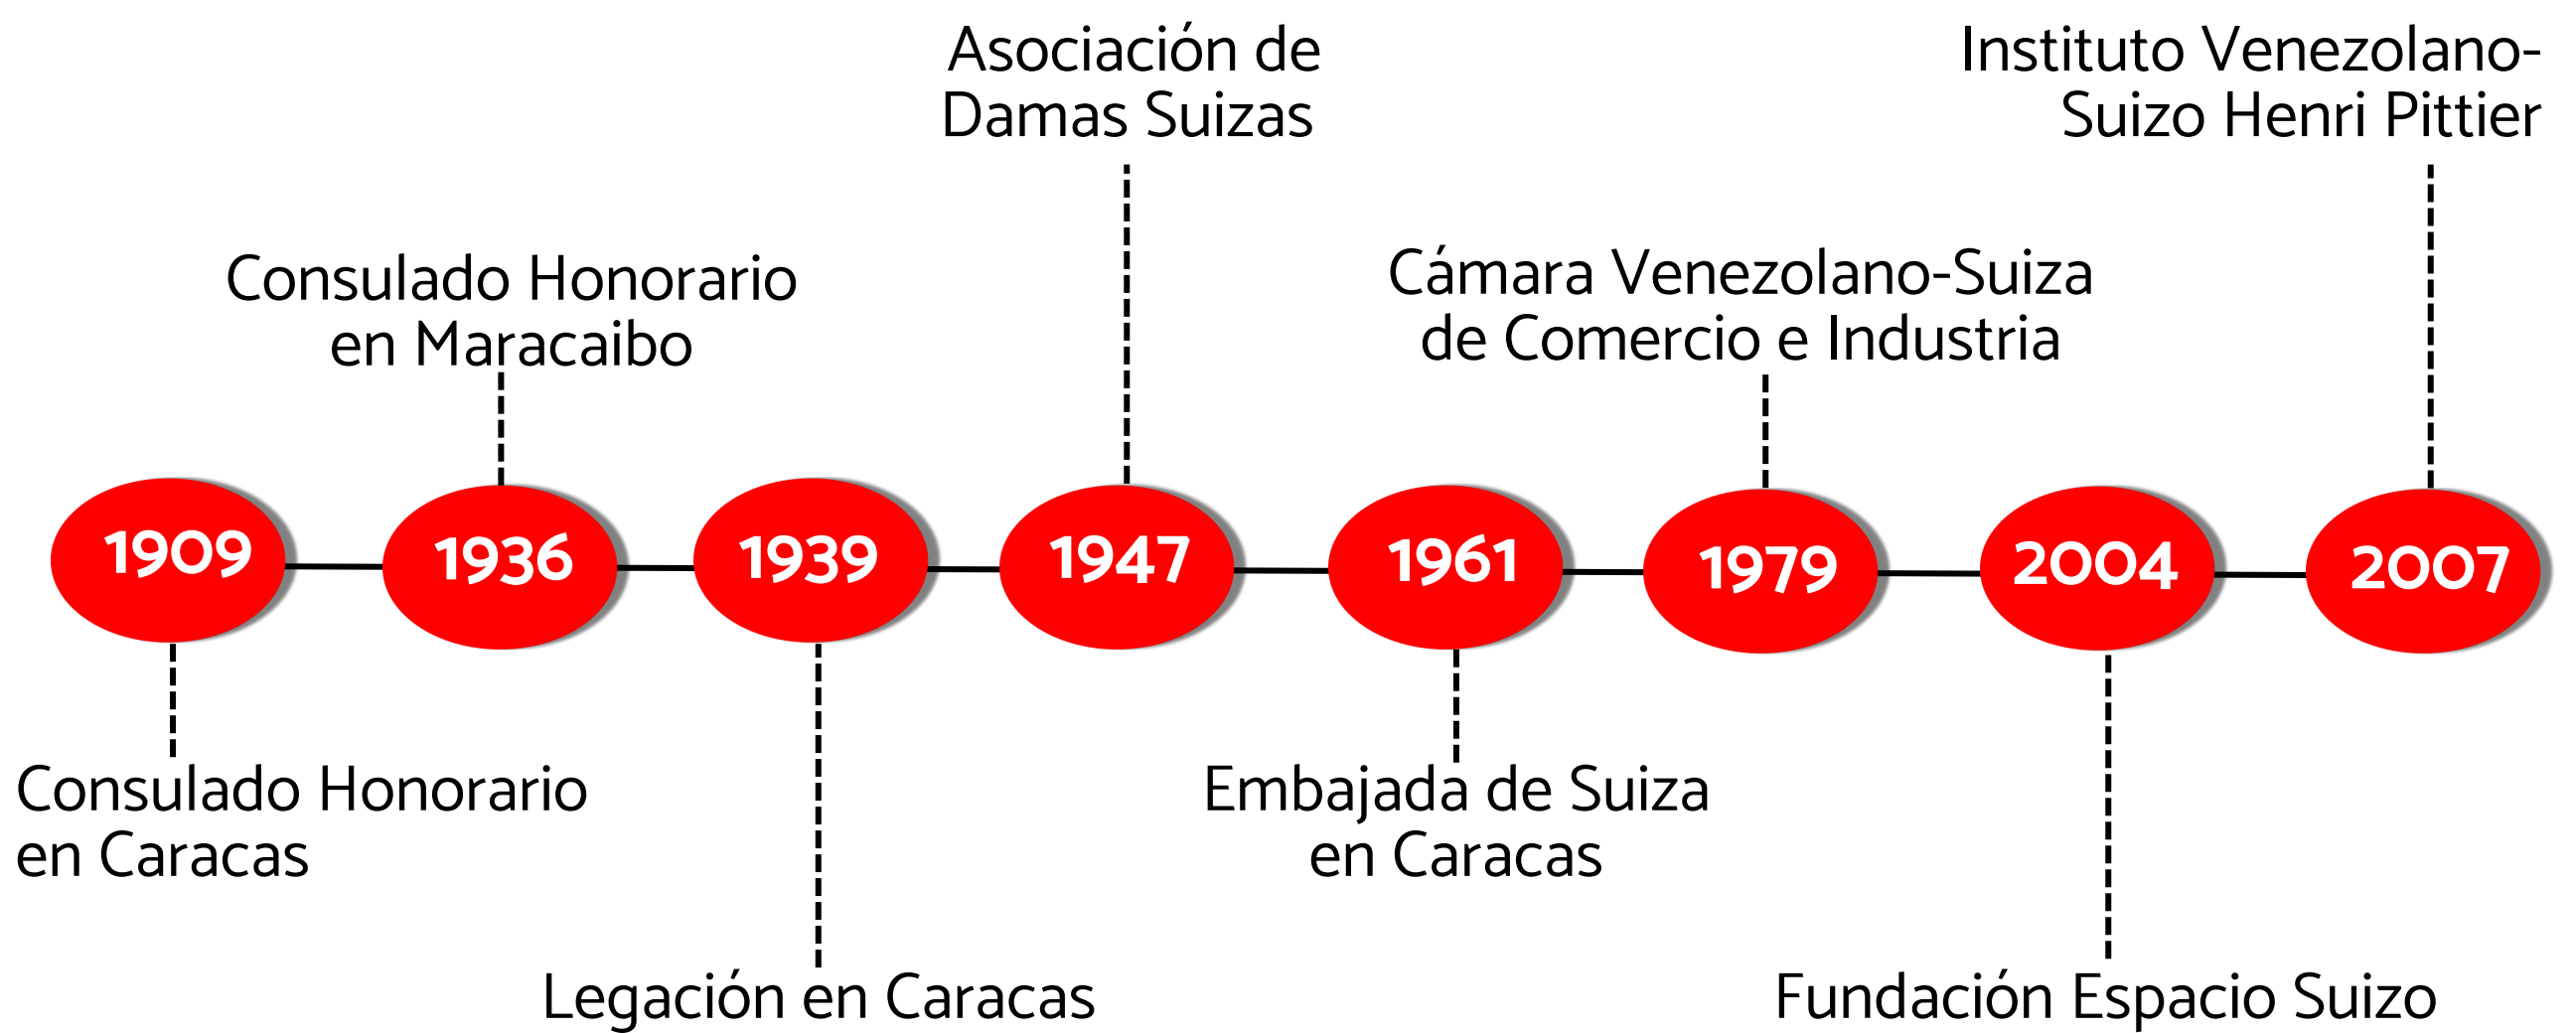 Asociación de
Damas Suizas
Instituto Venezolano-
Suizo Henri Pittier
Consulado Honorario
en Maracaibo
Cámara Venezolano-Suiza
de Comercio e Industria
1909
1936
1939
1947
1961
1979
2004
2007
Consulado Honorario
en Caracas
Embajada de Suiza
en Caracas
Legación en Caracas
Fundación Espacio Suizo